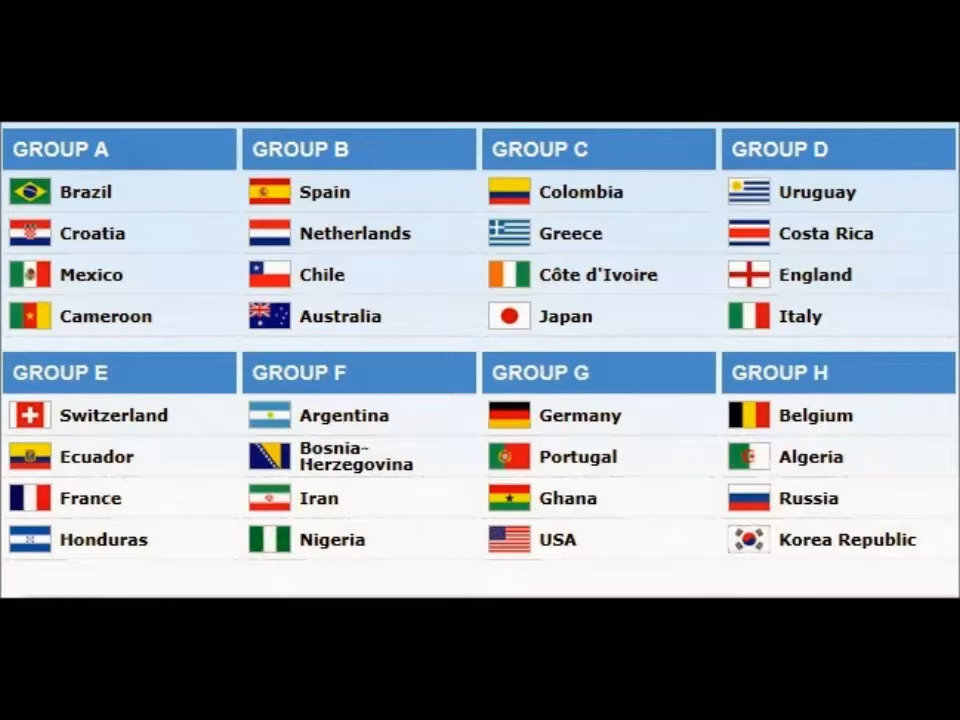 GROUP A
Brazil
Croatia
Mexico
Cameroon
GROUP B
Spain
Netherlands
Chile
Australia
GROUP C
Colombia
Greece
Côte d'Ivoire
Japan
GROUP D
Uruguay
Costa Rica
England
Italy
GROUP E
Switzerland
Ecuador
France
Honduras
GROUP F
Argentina
Bosnia-
Herzegovina
Iran
Nigeria
GROUP G
Germany
Portugal
Ghana
USA
GROUP H
Belgium
Algeria
Russia
Korea Republic